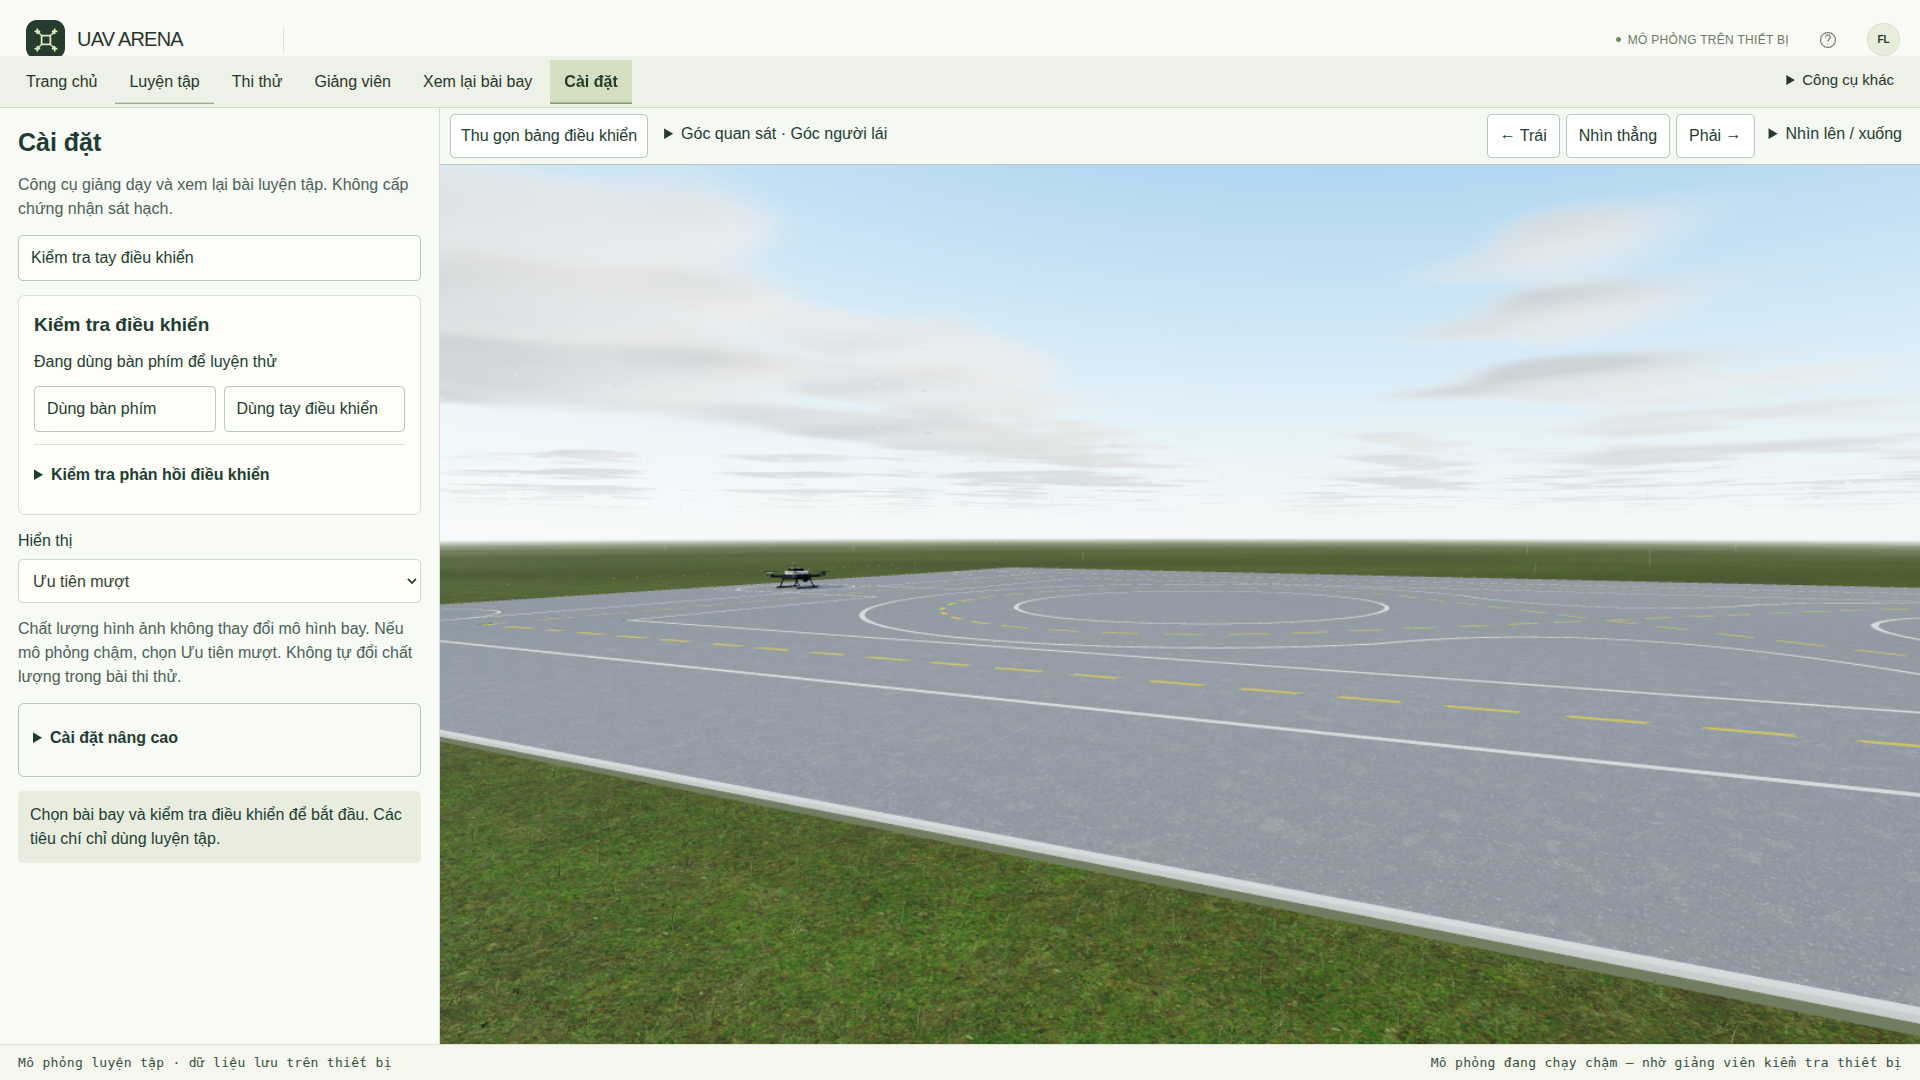 UAV ARENA
MÔ PHỎNG TRÊN THIẾT BỊ
?
FL
Trang chủ
Luyện tập
Thi thử
Giảng viên
Xem lại bài bay
Cài đặt
Công cụ khác
Cài đặt
Công cụ giảng dạy và xem lại bài luyện tập. Không cấp
chứng nhận sát hạch.
Kiểm tra tay điều khiển
Kiểm tra điều khiển
Đang dùng bàn phím để luyện thử
Dùng bàn phím
Dùng tay điều khiển
Kiểm tra phản hồi điều khiển
Hiển thị
Ưu tiên mượt
Chất lượng hình ảnh không thay đổi mô hình bay. Nếu
mô phỏng chậm, chọn Ưu tiên mượt. Không tự đổi chất
lượng trong bài thi thử.
Cài đặt nâng cao
Chọn bài bay và kiểm tra điều khiển để bắt đầu. Các
tiêu chí chỉ dùng luyện tập.
Thu gọn bảng điều khiển
Góc quan sát · Góc người lái
← Trái
Nhìn thẳng
Phải →
Nhìn lên / xuống
Mô phỏng luyện tập · dữ liệu lưu trên thiết bị
Mô phỏng đang chạy chậm — nhờ giảng viên kiểm tra thiết bị